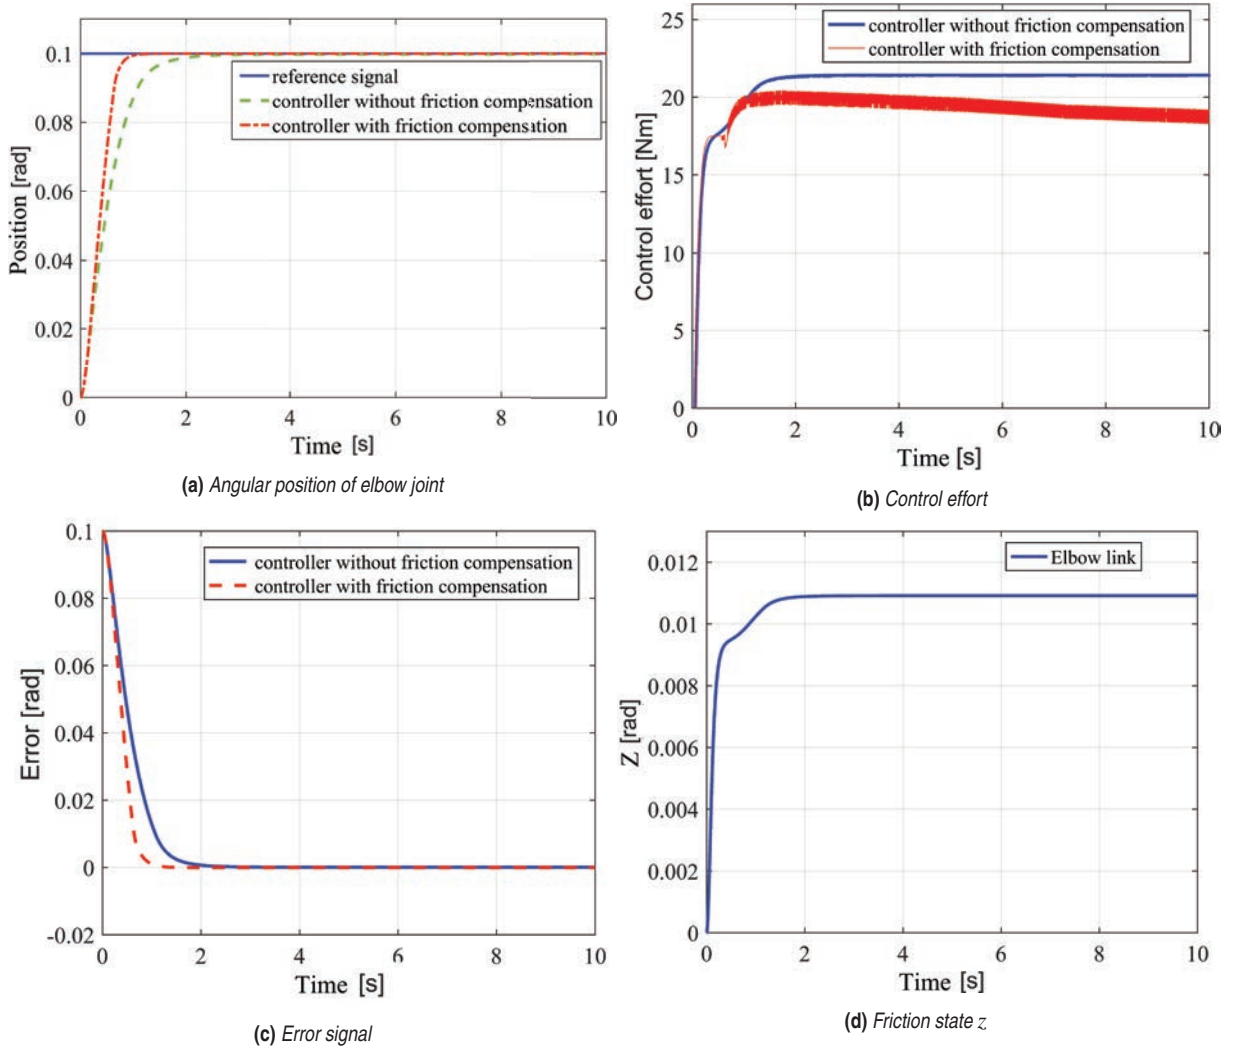 0.1
0.08
0.06
0.04
0.02
0
Position [rad]
reference signal
controller without friction compensation
controller with friction compensation
0 2 4 6 8 10
Time [s]
(a) Angular position of elbow joint
25
20
15
10
5
0
Control effort [Nm]
controller without friction compensation
controller with friction compensation
0 2 4 6 8 10
Time [s]
(b) Control effort
0.1
0.08
0.06
0.04
0.02
0
-0.02
Error [rad]
controller without friction compensation
controller with friction compensation
0 2 4 6 8 10
Time [s]
(c) Error signal
0.012
0.01
0.008
0.006
0.004
0.002
0
Z [rad]
Elbow link
0 2 4 6 8 10
Time [s]
(d) Friction state z